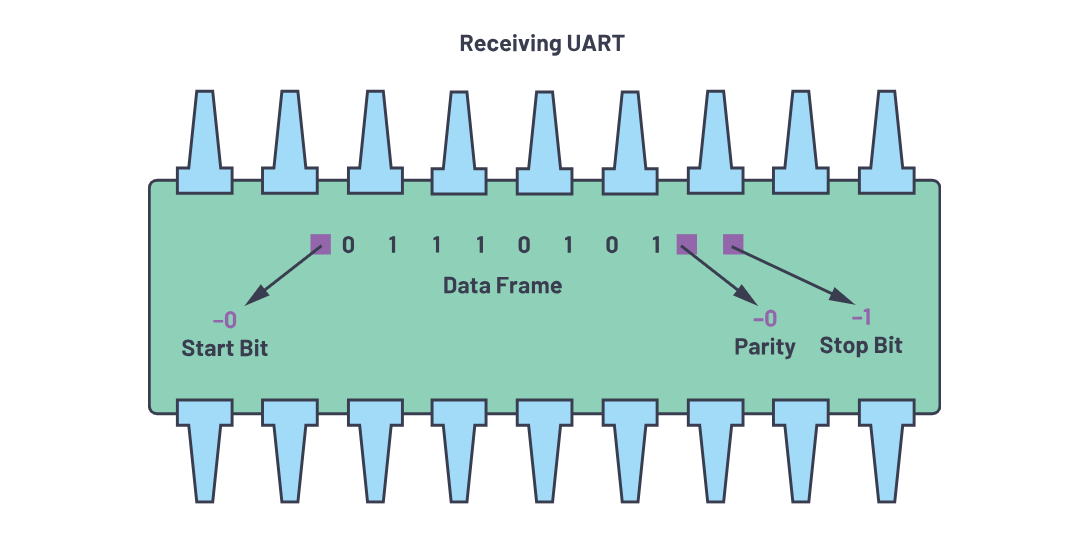 Receiving UART
0 1 1 1 0 1 0 1
Data Frame
–0
Start Bit
–0
Parity
–1
Stop Bit